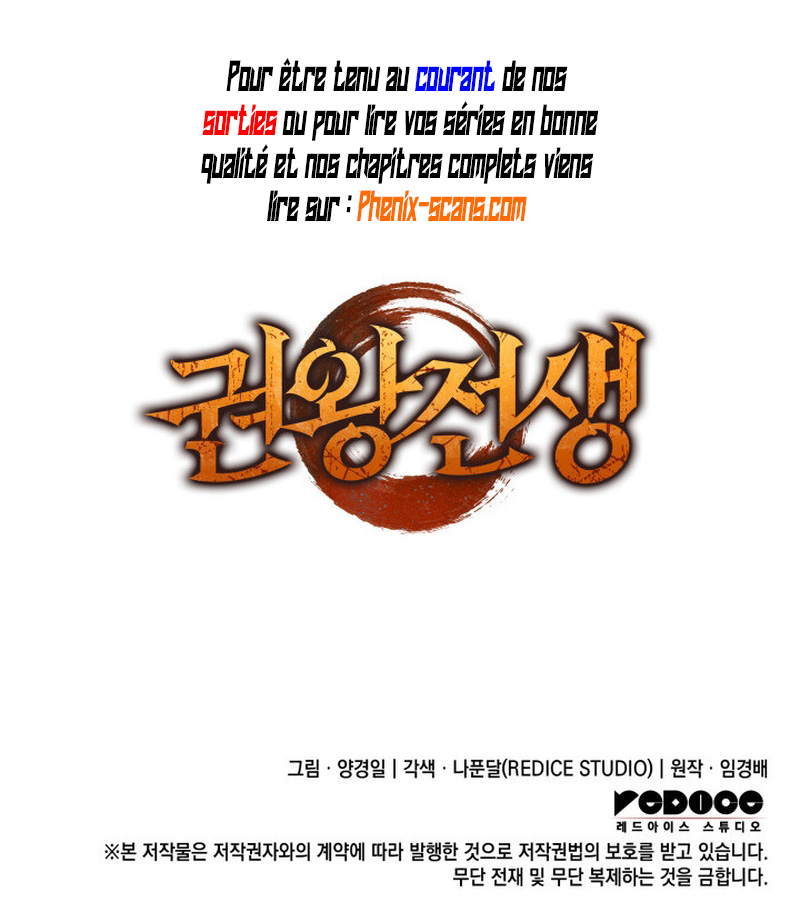 Pour être tenu au courant de nos
sorties ou pour lire vos séries en bonne
qualité et nos chapitres complets viens
lire sur : Phenix-scans.com
권왕전생
그림 · 양경일 | 각색 · 나푼달(REDICE STUDIO) | 원작 · 임경배
REDICE
레드아이스 스튜디오
※본 저작물은 저작권자와의 계약에 따라 발행한 것으로 저작권법의 보호를 받고 있습니다.
무단 전재 및 무단 복제하는 것을 금합니다.